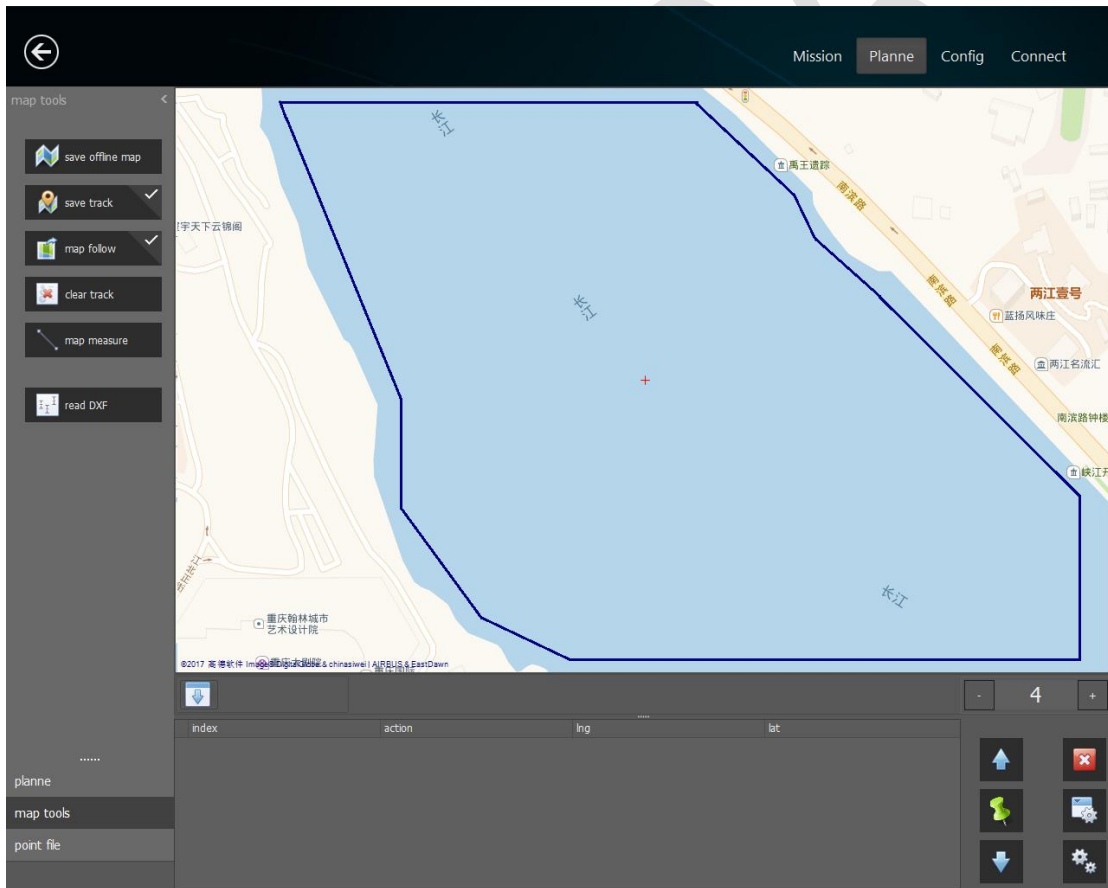 Mission
Planne
Config
Connect
map tools
save offline map
save track
map follow
clear track
map measure
read DXF
长江
禹王遗踪
南滨路
宇天下云锦阁
长江
南滨路
两江壹号
蓝扬风味庄
南滨路
两江名流汇
南滨路钟楼
峡江开
长江
重庆翰林城市
艺术设计院
©2017 高德软件 Image © DigitalGlobe & chinasiwei | AIRBUS & EastDawn
- 4 +
index action lng lat
......
planne
map tools
point file